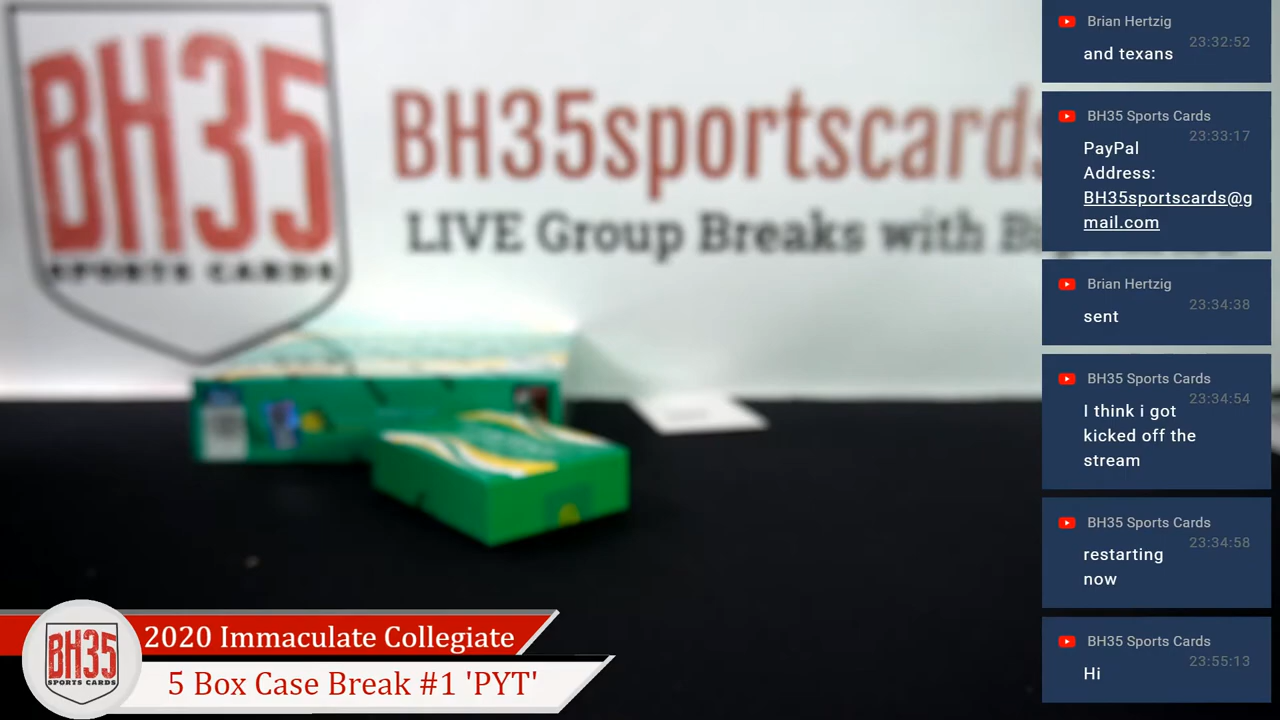 BH35
SPORTS CARDS
BH35sportscards
LIVE Group Breaks with
Brian Hertzig
23:32:52
and texans
BH35 Sports Cards
23:33:17
PayPal
Address:
BH35sportscards@g
mail.com
Brian Hertzig
23:34:38
sent
BH35 Sports Cards
23:34:54
I think i got
kicked off the
stream
BH35 Sports Cards
23:34:58
restarting
now
BH35 Sports Cards
23:55:13
Hi
BH35
SPORTS CARDS
2020 Immaculate Collegiate
5 Box Case Break #1 'PYT'